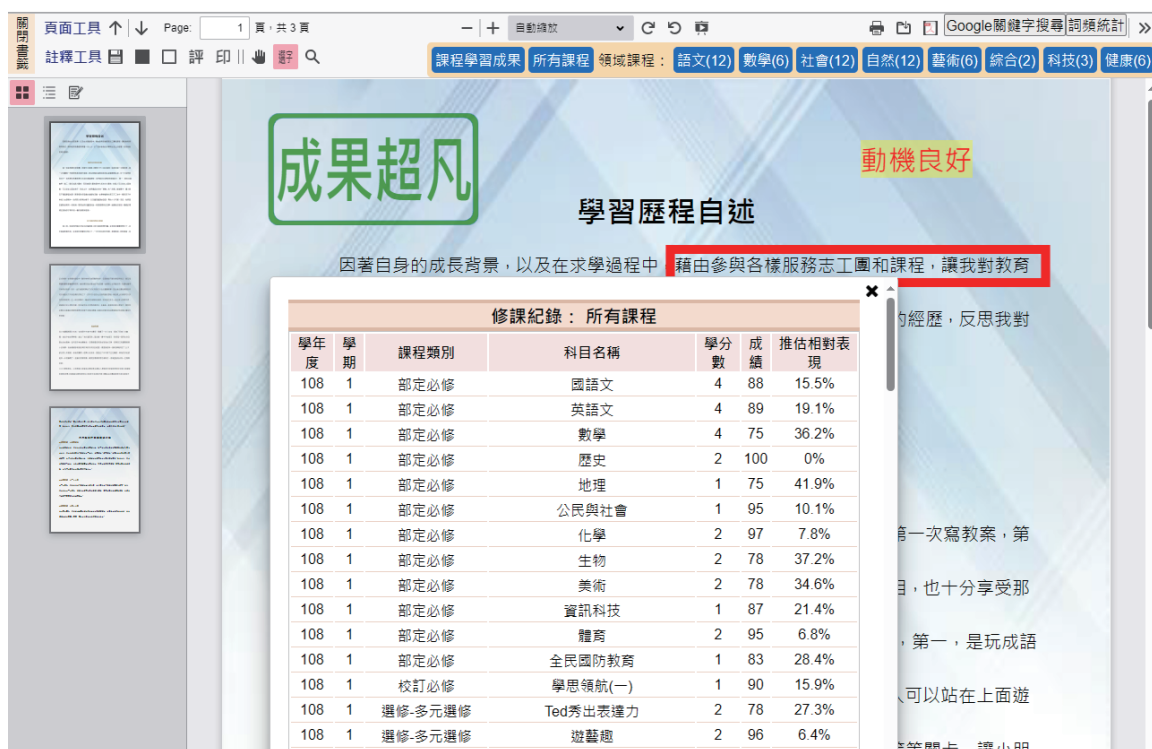 關閉書籤
頁面工具 Page: 1 頁，共 3 頁 自動縮放 Google關鍵字搜尋 詞頻統計
註釋工具 評 印 選字
課程學習成果 所有課程 領域課程： 語文(12) 數學(6) 社會(12) 自然(12) 藝術(6) 綜合(2) 科技(3) 健康(6)
成果超凡
動機良好
學習歷程自述
因著自身的成長背景，以及在求學過程中 藉由參與各樣服務志工團和課程，讓我對教育
的經歷，反思我對
修課紀錄： 所有課程
學年度 學期 課程類別 科目名稱 學分數 成績 推估相對表現
108 1 部定必修 國語文 4 88 15.5%
108 1 部定必修 英語文 4 89 19.1%
108 1 部定必修 數學 4 75 36.2%
108 1 部定必修 歷史 2 100 0%
108 1 部定必修 地理 1 75 41.9%
108 1 部定必修 公民與社會 1 95 10.1%
108 1 部定必修 化學 2 97 7.8%
108 1 部定必修 生物 2 78 37.2%
108 1 部定必修 美術 2 78 34.6%
108 1 部定必修 資訊科技 1 87 21.4%
108 1 部定必修 體育 2 95 6.8%
108 1 部定必修 全民國防教育 1 83 28.4%
108 1 校訂必修 學思領航(一) 1 90 15.9%
108 1 選修-多元選修 Ted秀出表達力 2 78 27.3%
108 1 選修-多元選修 遊藝趣 2 96 6.4%
第一次寫教案，第
，也十分享受那
，第一，是玩成語
可以站在上面遊